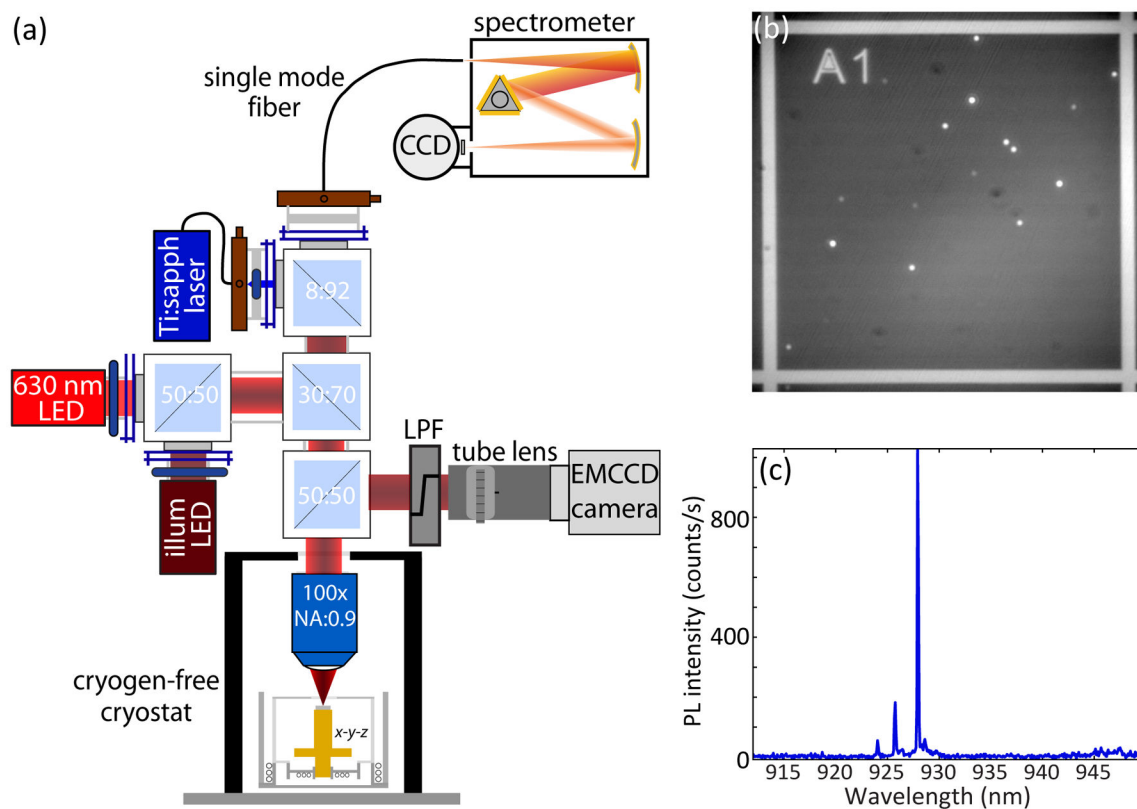 (a)
spectrometer
single mode
fiber
CCD
Ti:sapph
laser
8:92
630 nm
LED
50:50
30:70
LPF
tube lens
50:50
EMCCD
camera
illum
LED
100x
NA:0.9
cryogen-free
cryostat
x-y-z
(b)
A1
(c)
PL intensity (counts/s)
800
400
0
915 920 925 930 935 940 945
Wavelength (nm)